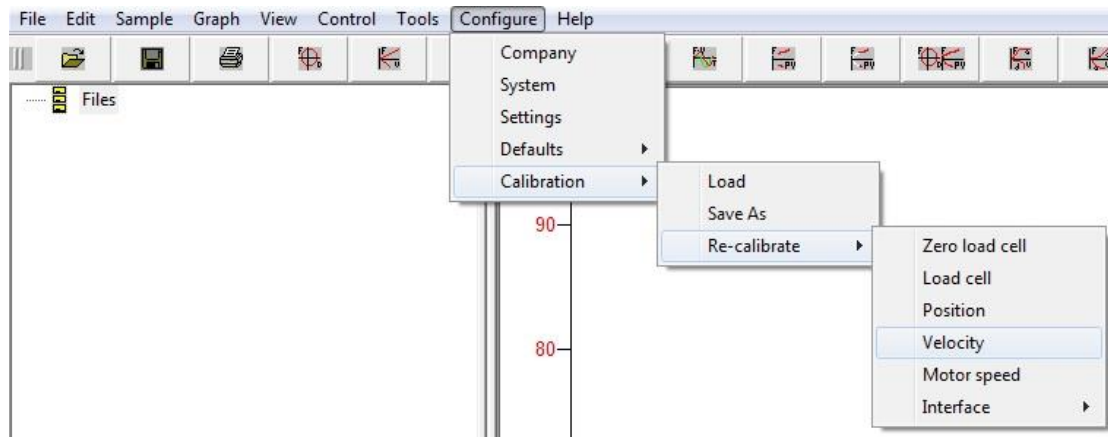 File Edit Sample Graph View Control Tools Configure Help
Files
Company
System
Settings
Defaults
Calibration
Load
Save As
Re-calibrate
Zero load cell
Load cell
Position
Velocity
Motor speed
Interface
90
80